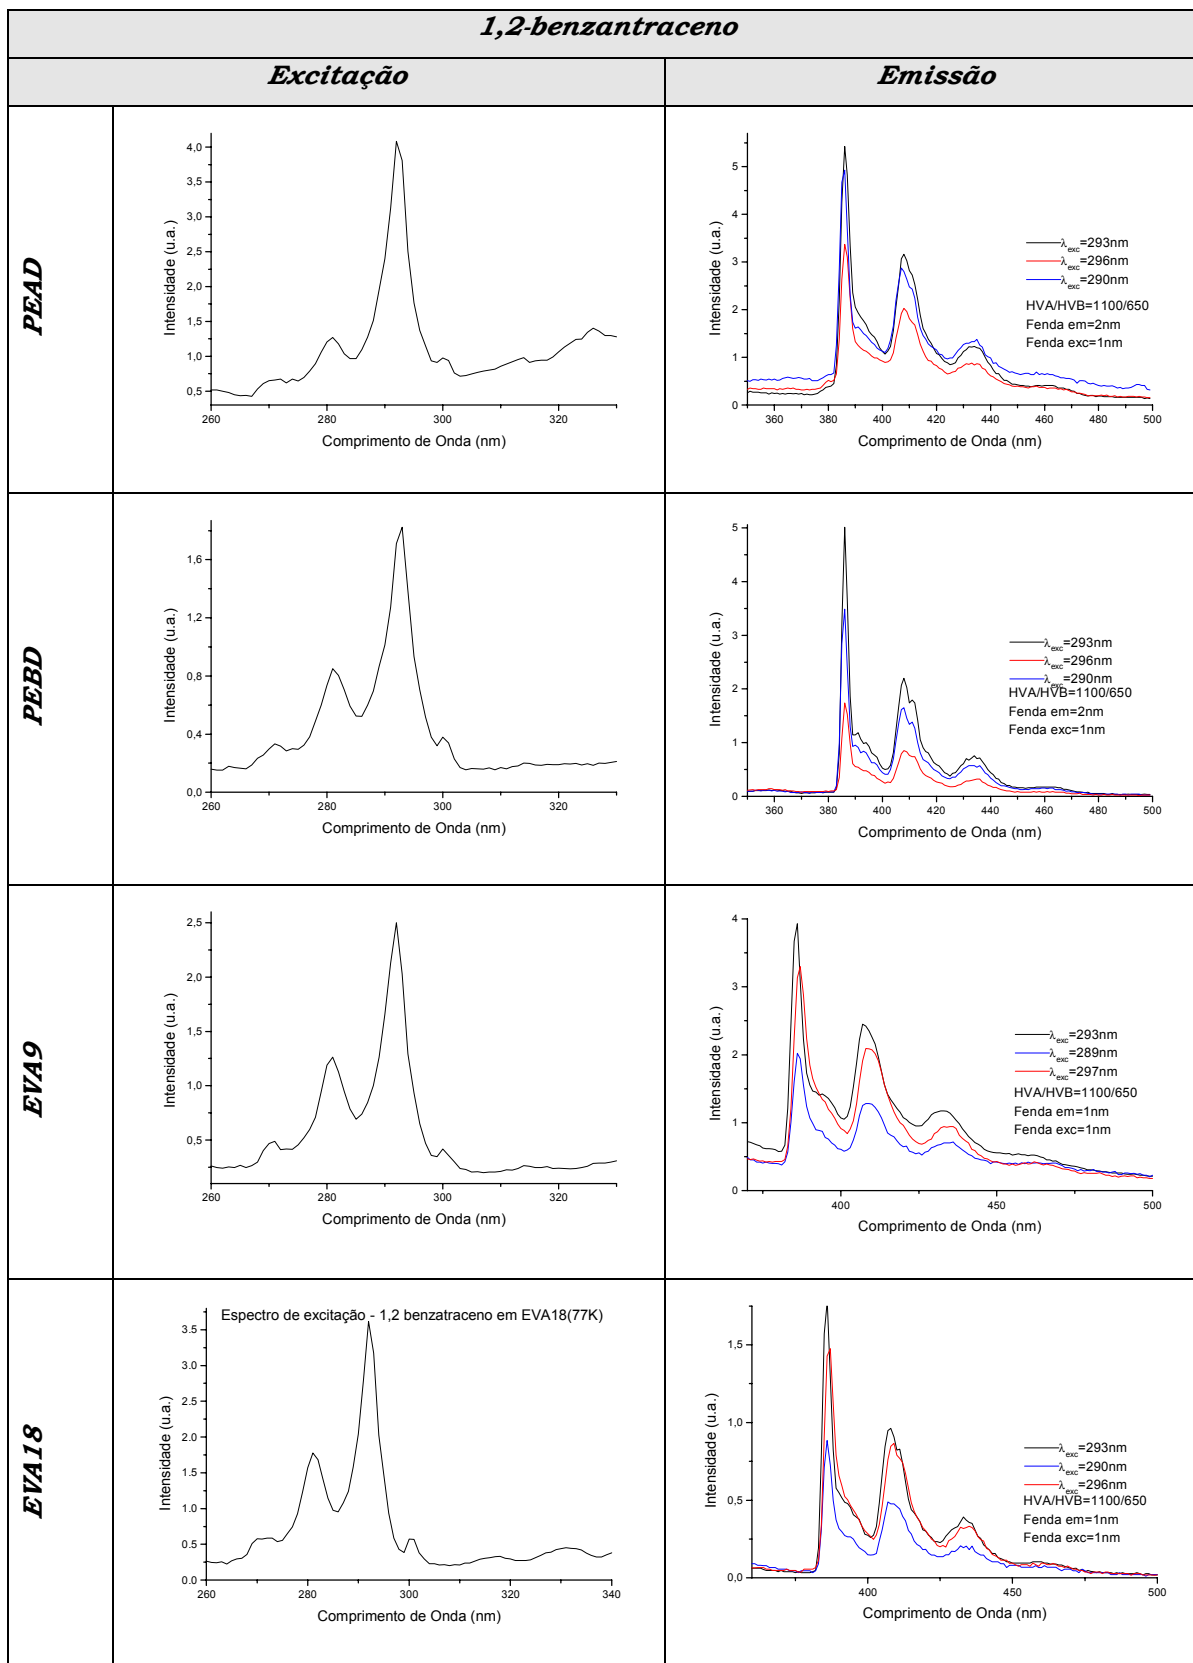 1,2-benzantraceno
Excitação
Emissão
PEAD
4,0
3,5
3,0
2,5
2,0
1,5
1,0
0,5
260
280
300
320
Intensidade (u.a.)
Comprimento de Onda (nm)
5
4
3
2
1
0
360
380
400
420
440
460
480
500
Intensidade (u.a.)
Comprimento de Onda (nm)
λexc=293nm
λexc=296nm
λexc=290nm
HVA/HVB=1100/650
Fenda em=2nm
Fenda exc=1nm
PEBD
1,6
1,2
0,8
0,4
0,0
260
280
300
320
Intensidade (u.a.)
Comprimento de Onda (nm)
5
4
3
2
1
0
360
380
400
420
440
460
480
500
Intensidade (u.a.)
Comprimento de Onda (nm)
λexc=293nm
λexc=296nm
λexc=290nm
HVA/HVB=1100/650
Fenda em=2nm
Fenda exc=1nm
EVA9
2,5
2,0
1,5
1,0
0,5
260
280
300
320
Intensidade (u.a.)
Comprimento de Onda (nm)
4
3
2
1
0
400
450
500
Intensidade (u.a.)
Comprimento de Onda (nm)
λexc=293nm
λexc=289nm
λexc=297nm
HVA/HVB=1100/650
Fenda em=1nm
Fenda exc=1nm
EVA18
Espectro de excitação - 1,2 benzatraceno em EVA18(77K)
3.5
3.0
2.5
2.0
1.5
1.0
0.5
0.0
260
280
300
320
340
Intensidade (u.a.)
Comprimento de Onda (nm)
1,5
1,0
0,5
0,0
400
450
500
Intensidade (u.a.)
Comprimento de Onda (nm)
λexc=293nm
λexc=290nm
λexc=296nm
HVA/HVB=1100/650
Fenda em=1nm
Fenda exc=1nm